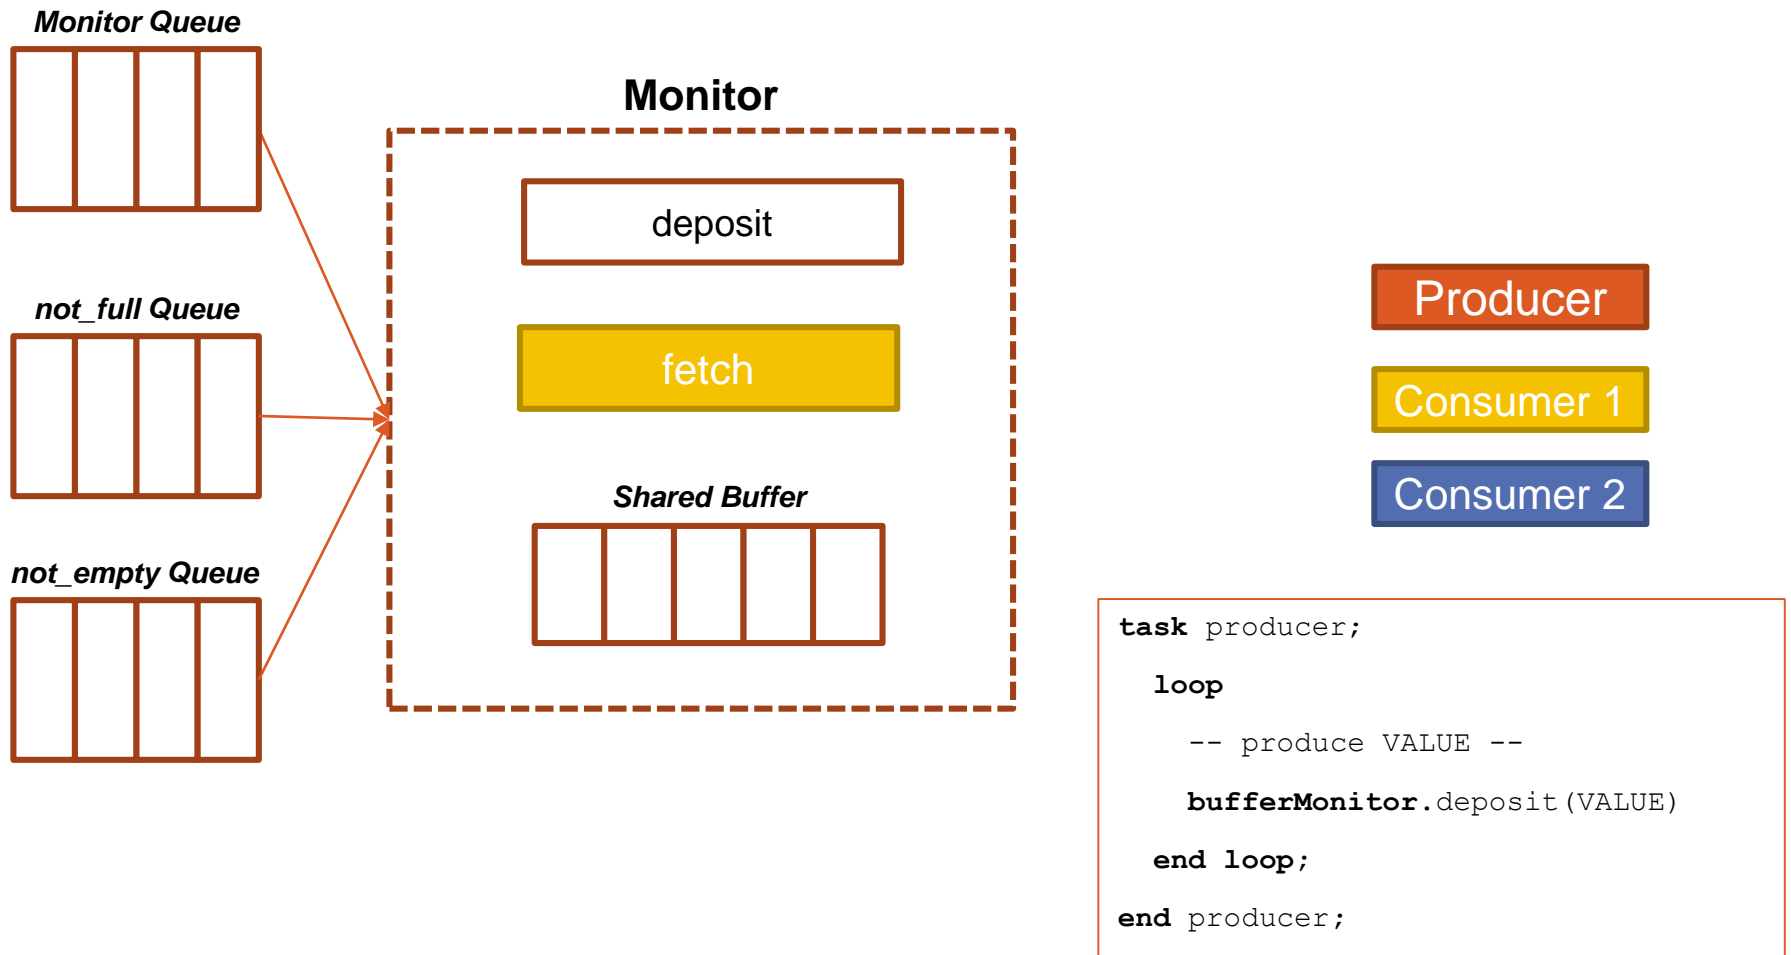 Monitor Queue
Monitor
deposit
not_full Queue
fetch
Shared Buffer
not_empty Queue
Producer
Consumer 1
Consumer 2
task producer;
loop
-- produce VALUE --
bufferMonitor.deposit(VALUE)
end loop;
end producer;